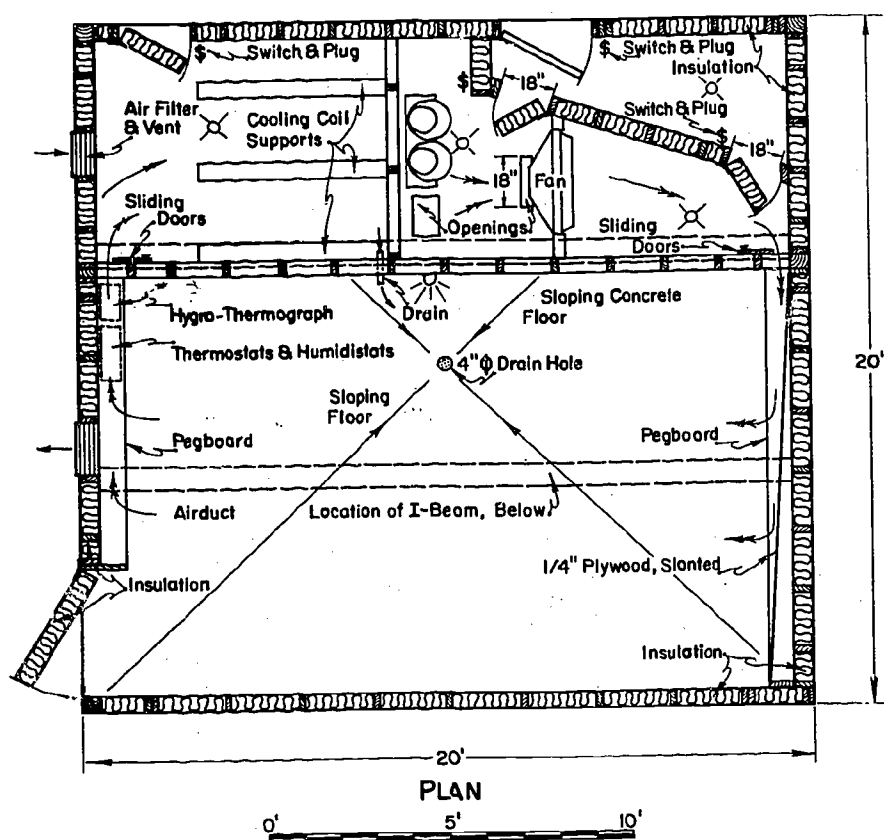 $ Switch & Plug
$ Switch & Plug
Insulation
Air Filter
& Vent
Cooling Coil
Supports
$
18"
Switch & Plug
$
18"
18"
Fan
Sliding
Doors
Openings
Sliding
Doors
Hygro-Thermograph
Drain
Sloping Concrete
Floor
Thermostats & Humidistats
4" ϕ Drain Hole
20'
Sloping
Floor
Pegboard
Pegboard
Airduct
Location of I-Beam, Below
1/4" Plywood, Slanted
Insulation
Insulation
20'
PLAN
0'
5'
10'